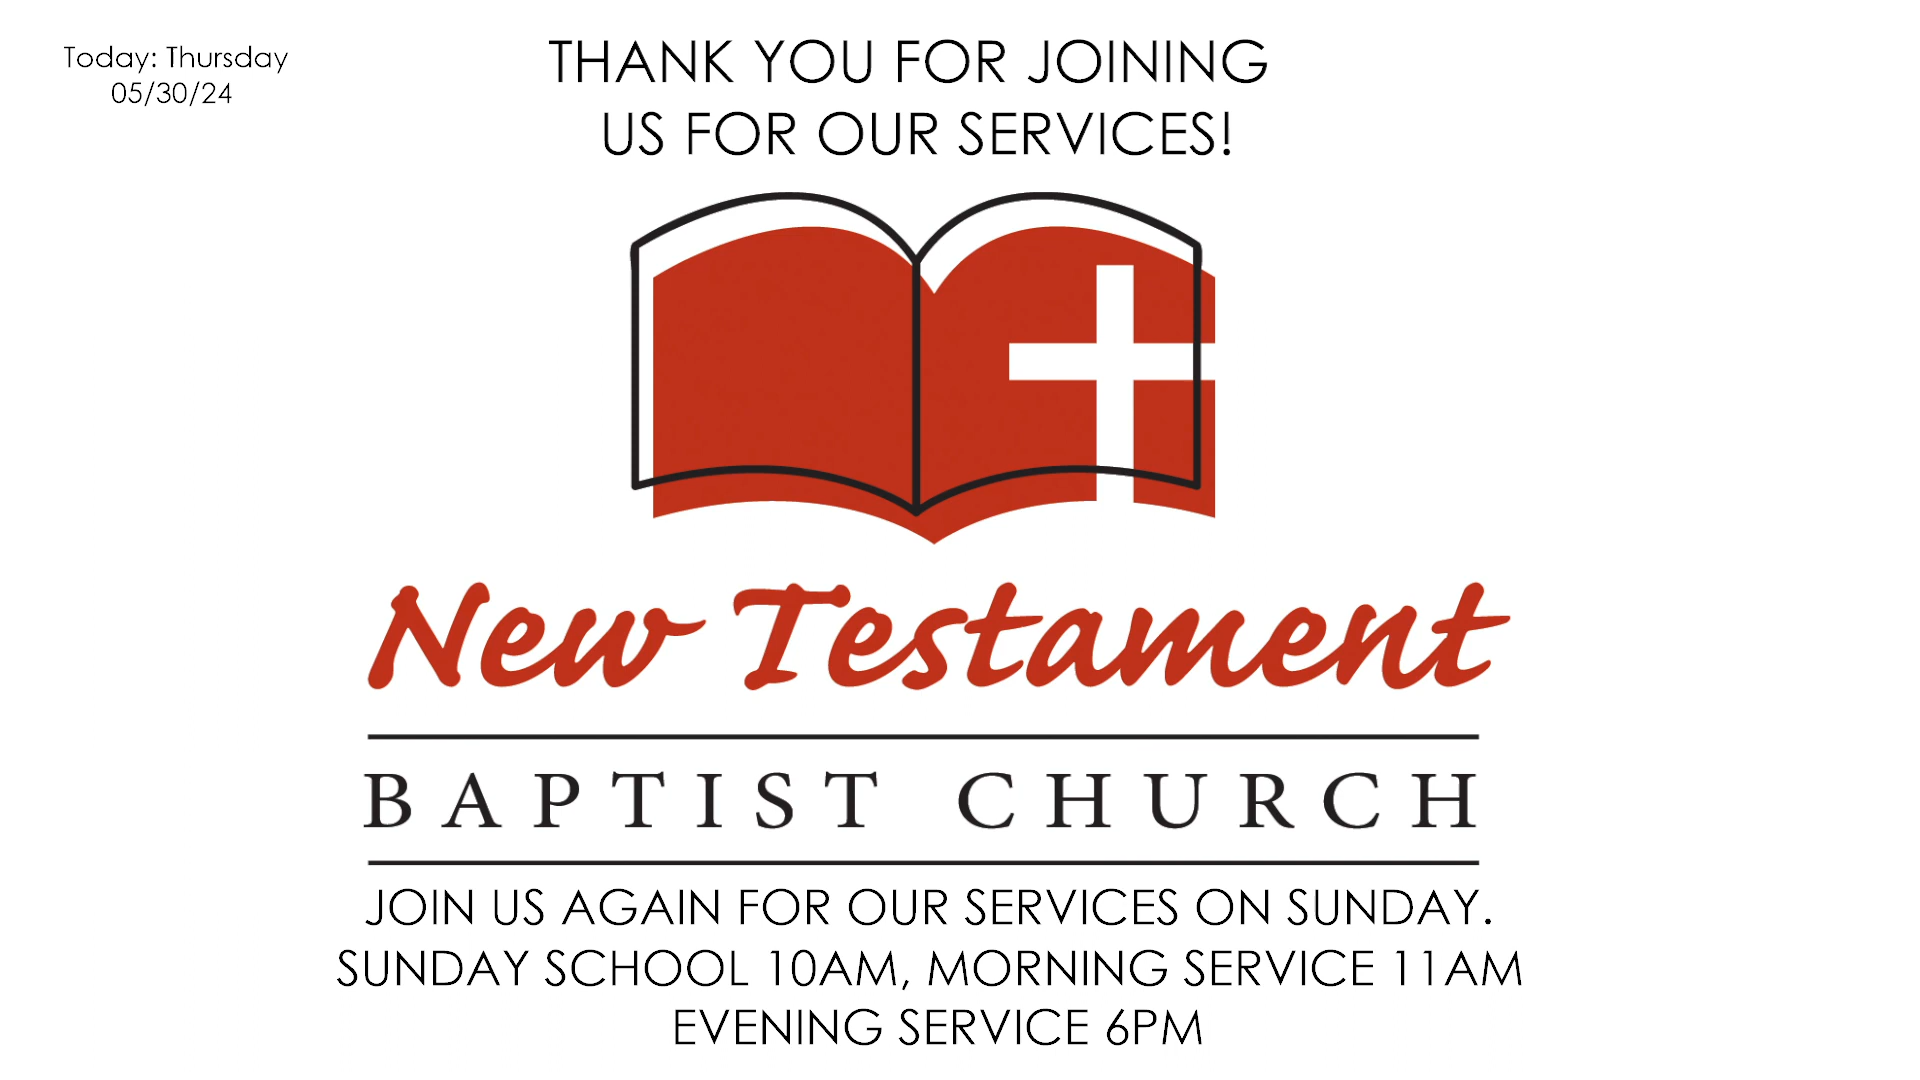 Today: Thursday
05/30/24
THANK YOU FOR JOINING
US FOR OUR SERVICES!
New Testament
BAPTIST CHURCH
JOIN US AGAIN FOR OUR SERVICES ON SUNDAY.
SUNDAY SCHOOL 10AM, MORNING SERVICE 11AM
EVENING SERVICE 6PM